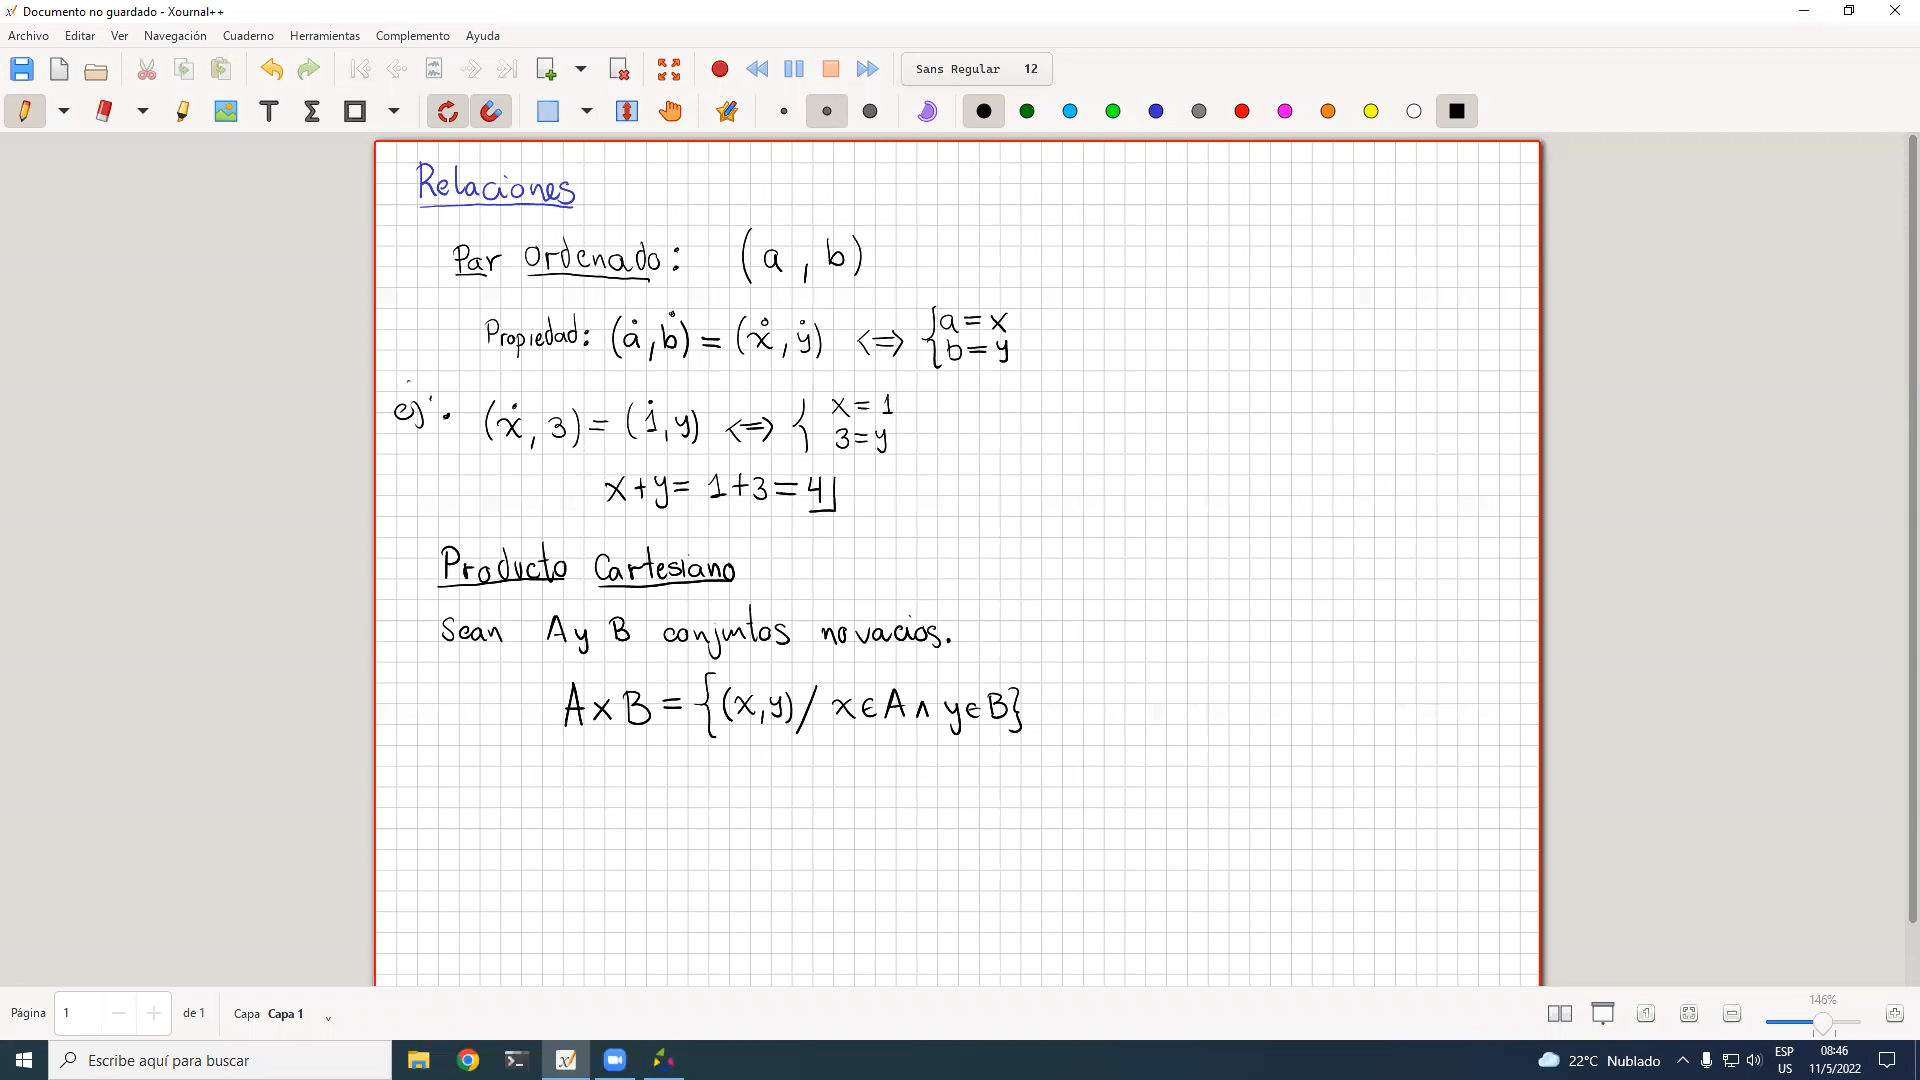 Documento no guardado - Xournal++
Archivo Editar Ver Navegación Cuaderno Herramientas Complemento Ayuda
Sans Regular 12
Relaciones
Par Ordenado: (a , b)
Propiedad: (a , b) = (x , y) <=> { a = x
b = y
ej: (x , 3) = (1 , y) <=> { x = 1
3 = y
x + y = 1 + 3 = 4
Producto Cartesiano
Sean A y B conjuntos no vacios.
A x B = {(x,y) / x ∈ A ∧ y ∈ B}
Página 1 de 1 Capa Capa 1
146%
Escribe aquí para buscar
22°C Nublado
ESP
US
08:46
11/5/2022